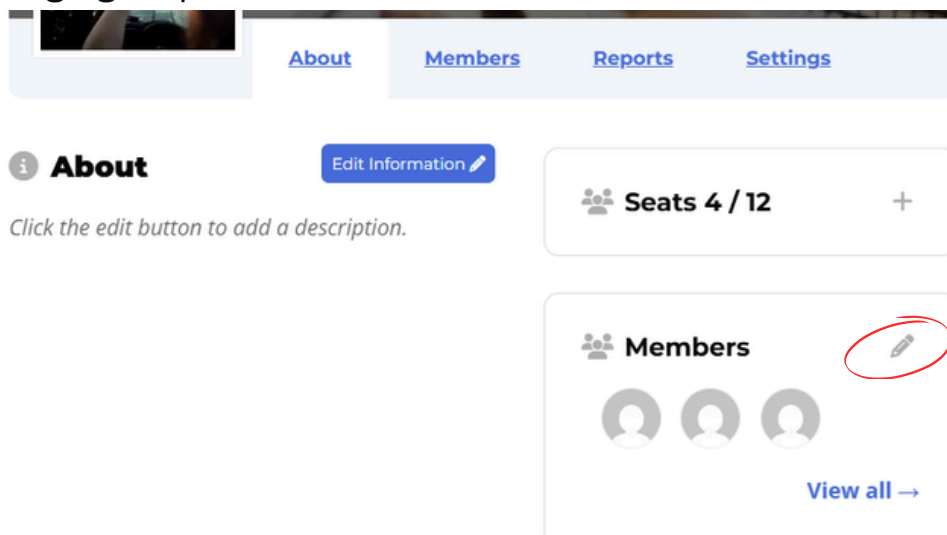 About Members Reports Settings
About
Edit Information
Click the edit button to add a description.
Seats 4 / 12
Members
View all →